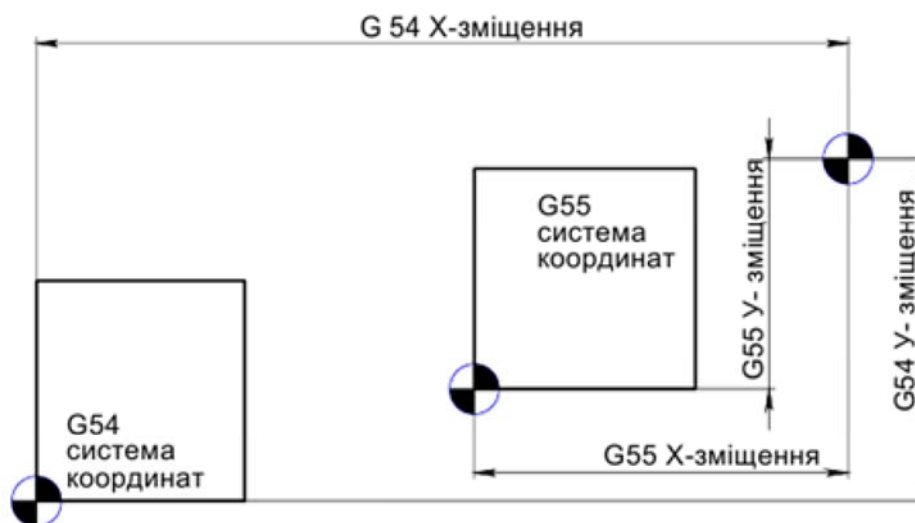 G 54 Х-зміщення
G55
система
координат
G55 У- зміщення
G54 У- зміщення
G54
система
координат
G55 Х-зміщення